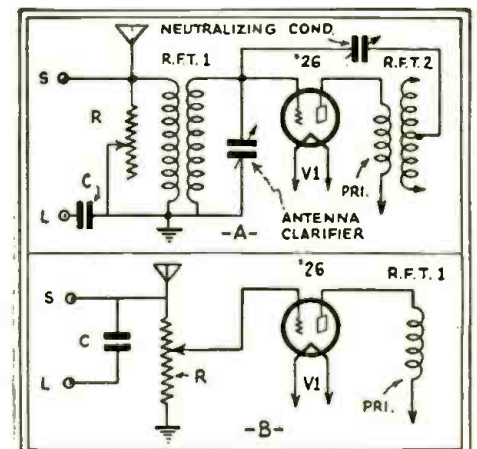 NEUTRALIZING COND.
R.F.T. 1
'26
R.F.T. 2
S
R
C
L
V1
PRI.
ANTENNA
CLARIFIER
-A-
'26
R.F.T. 1
S
C
L
R
V1
PRI.
-B-